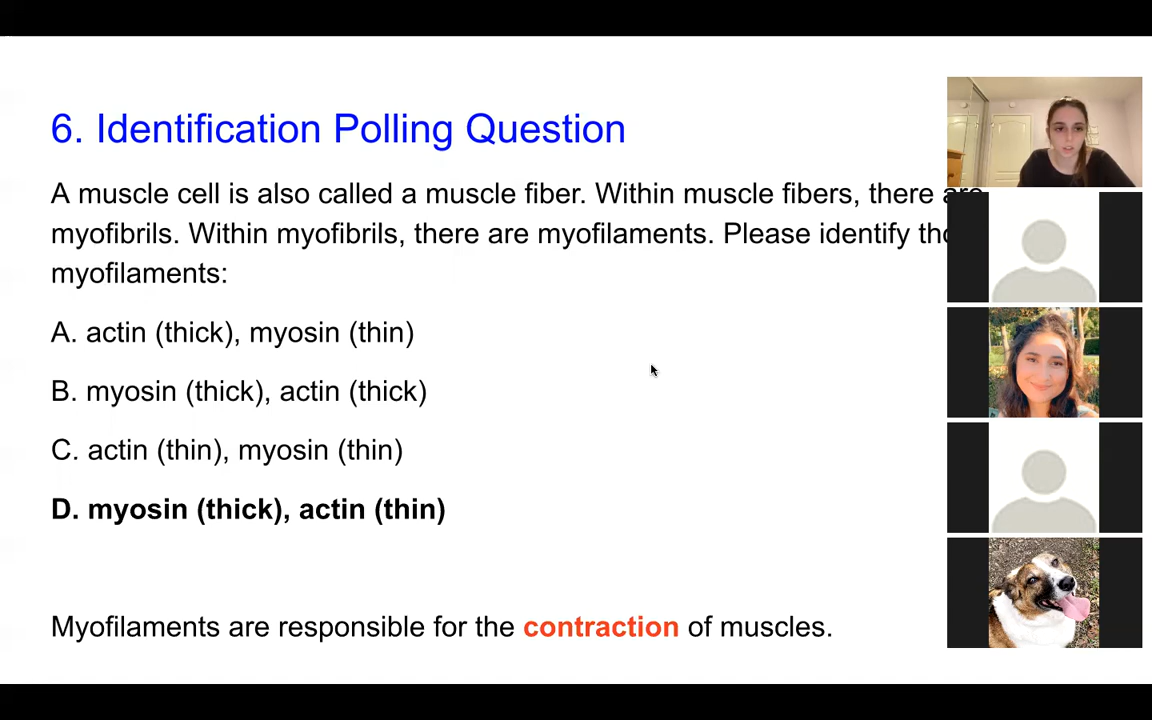 6. Identification Polling Question
A muscle cell is also called a muscle fiber. Within muscle fibers, there are
myofibrils. Within myofibrils, there are myofilaments. Please identify
myofilaments:
A. actin (thick), myosin (thin)
B. myosin (thick), actin (thick)
C. actin (thin), myosin (thin)
D. myosin (thick), actin (thin)
Myofilaments are responsible for the contraction of muscles.